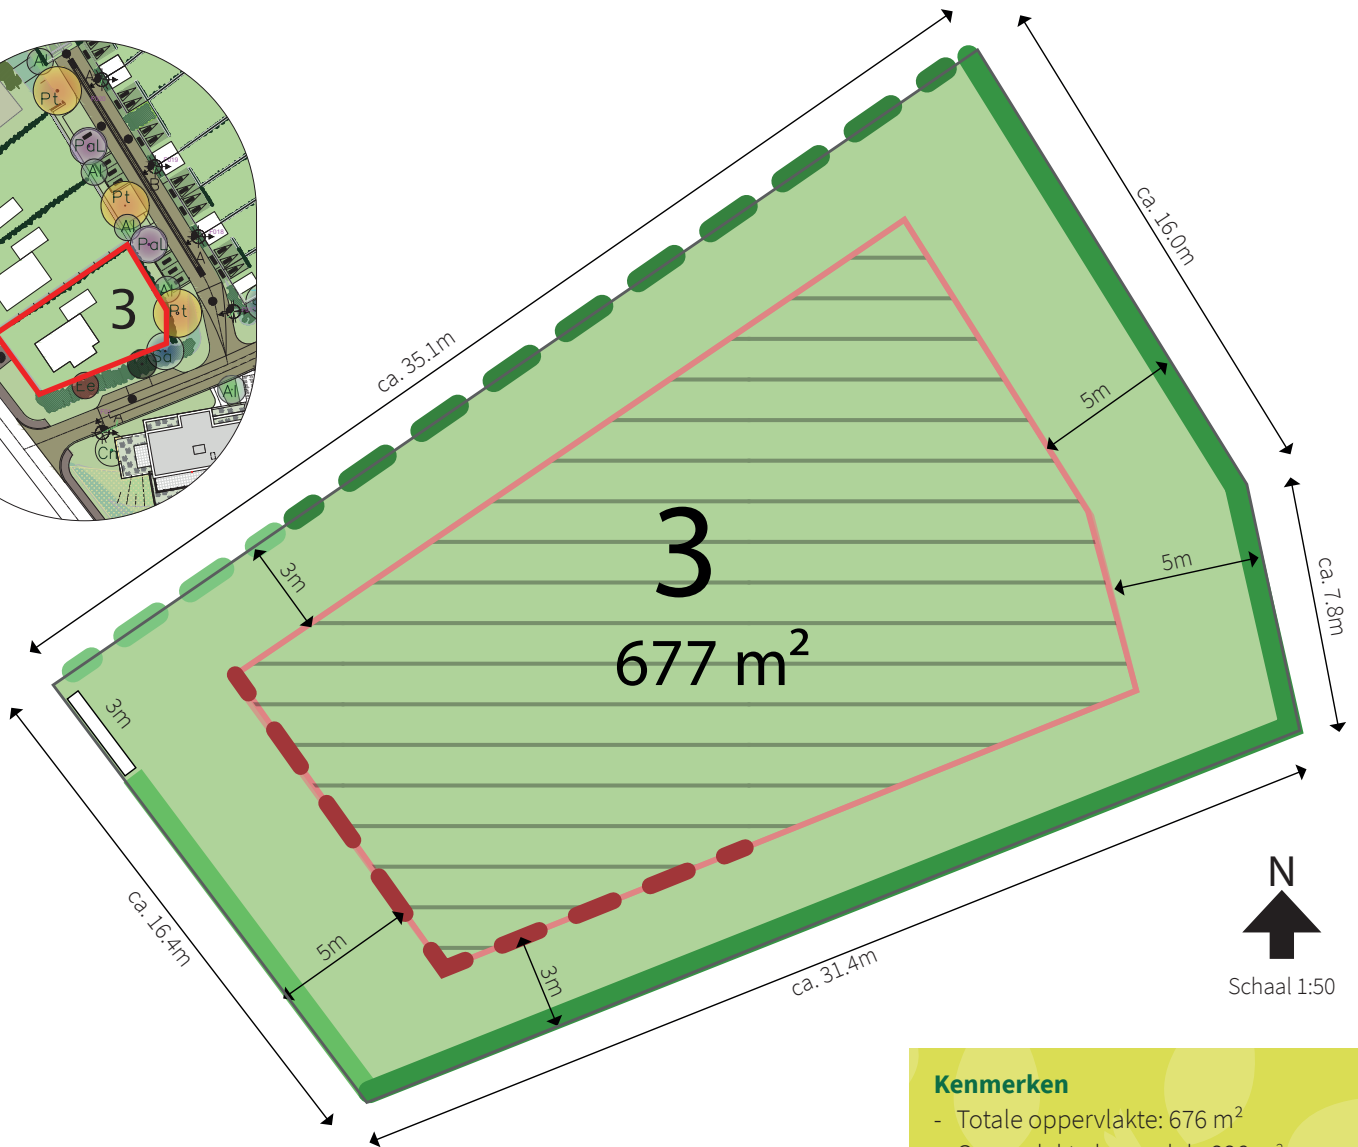 Al
Pt
PaL
Al
Pt
Al
PaL
B
A
Al
Pt
3
Sa
Ee
Al
A
Cr
ca. 35.1m
ca. 16.0m
5m
3m
3
5m
ca. 7.8m
677 m²
3m
ca. 16.4m
5m
3m
ca. 31.4m
N
Schaal 1:50
Kenmerken
- Totale oppervlakte: 676 m²